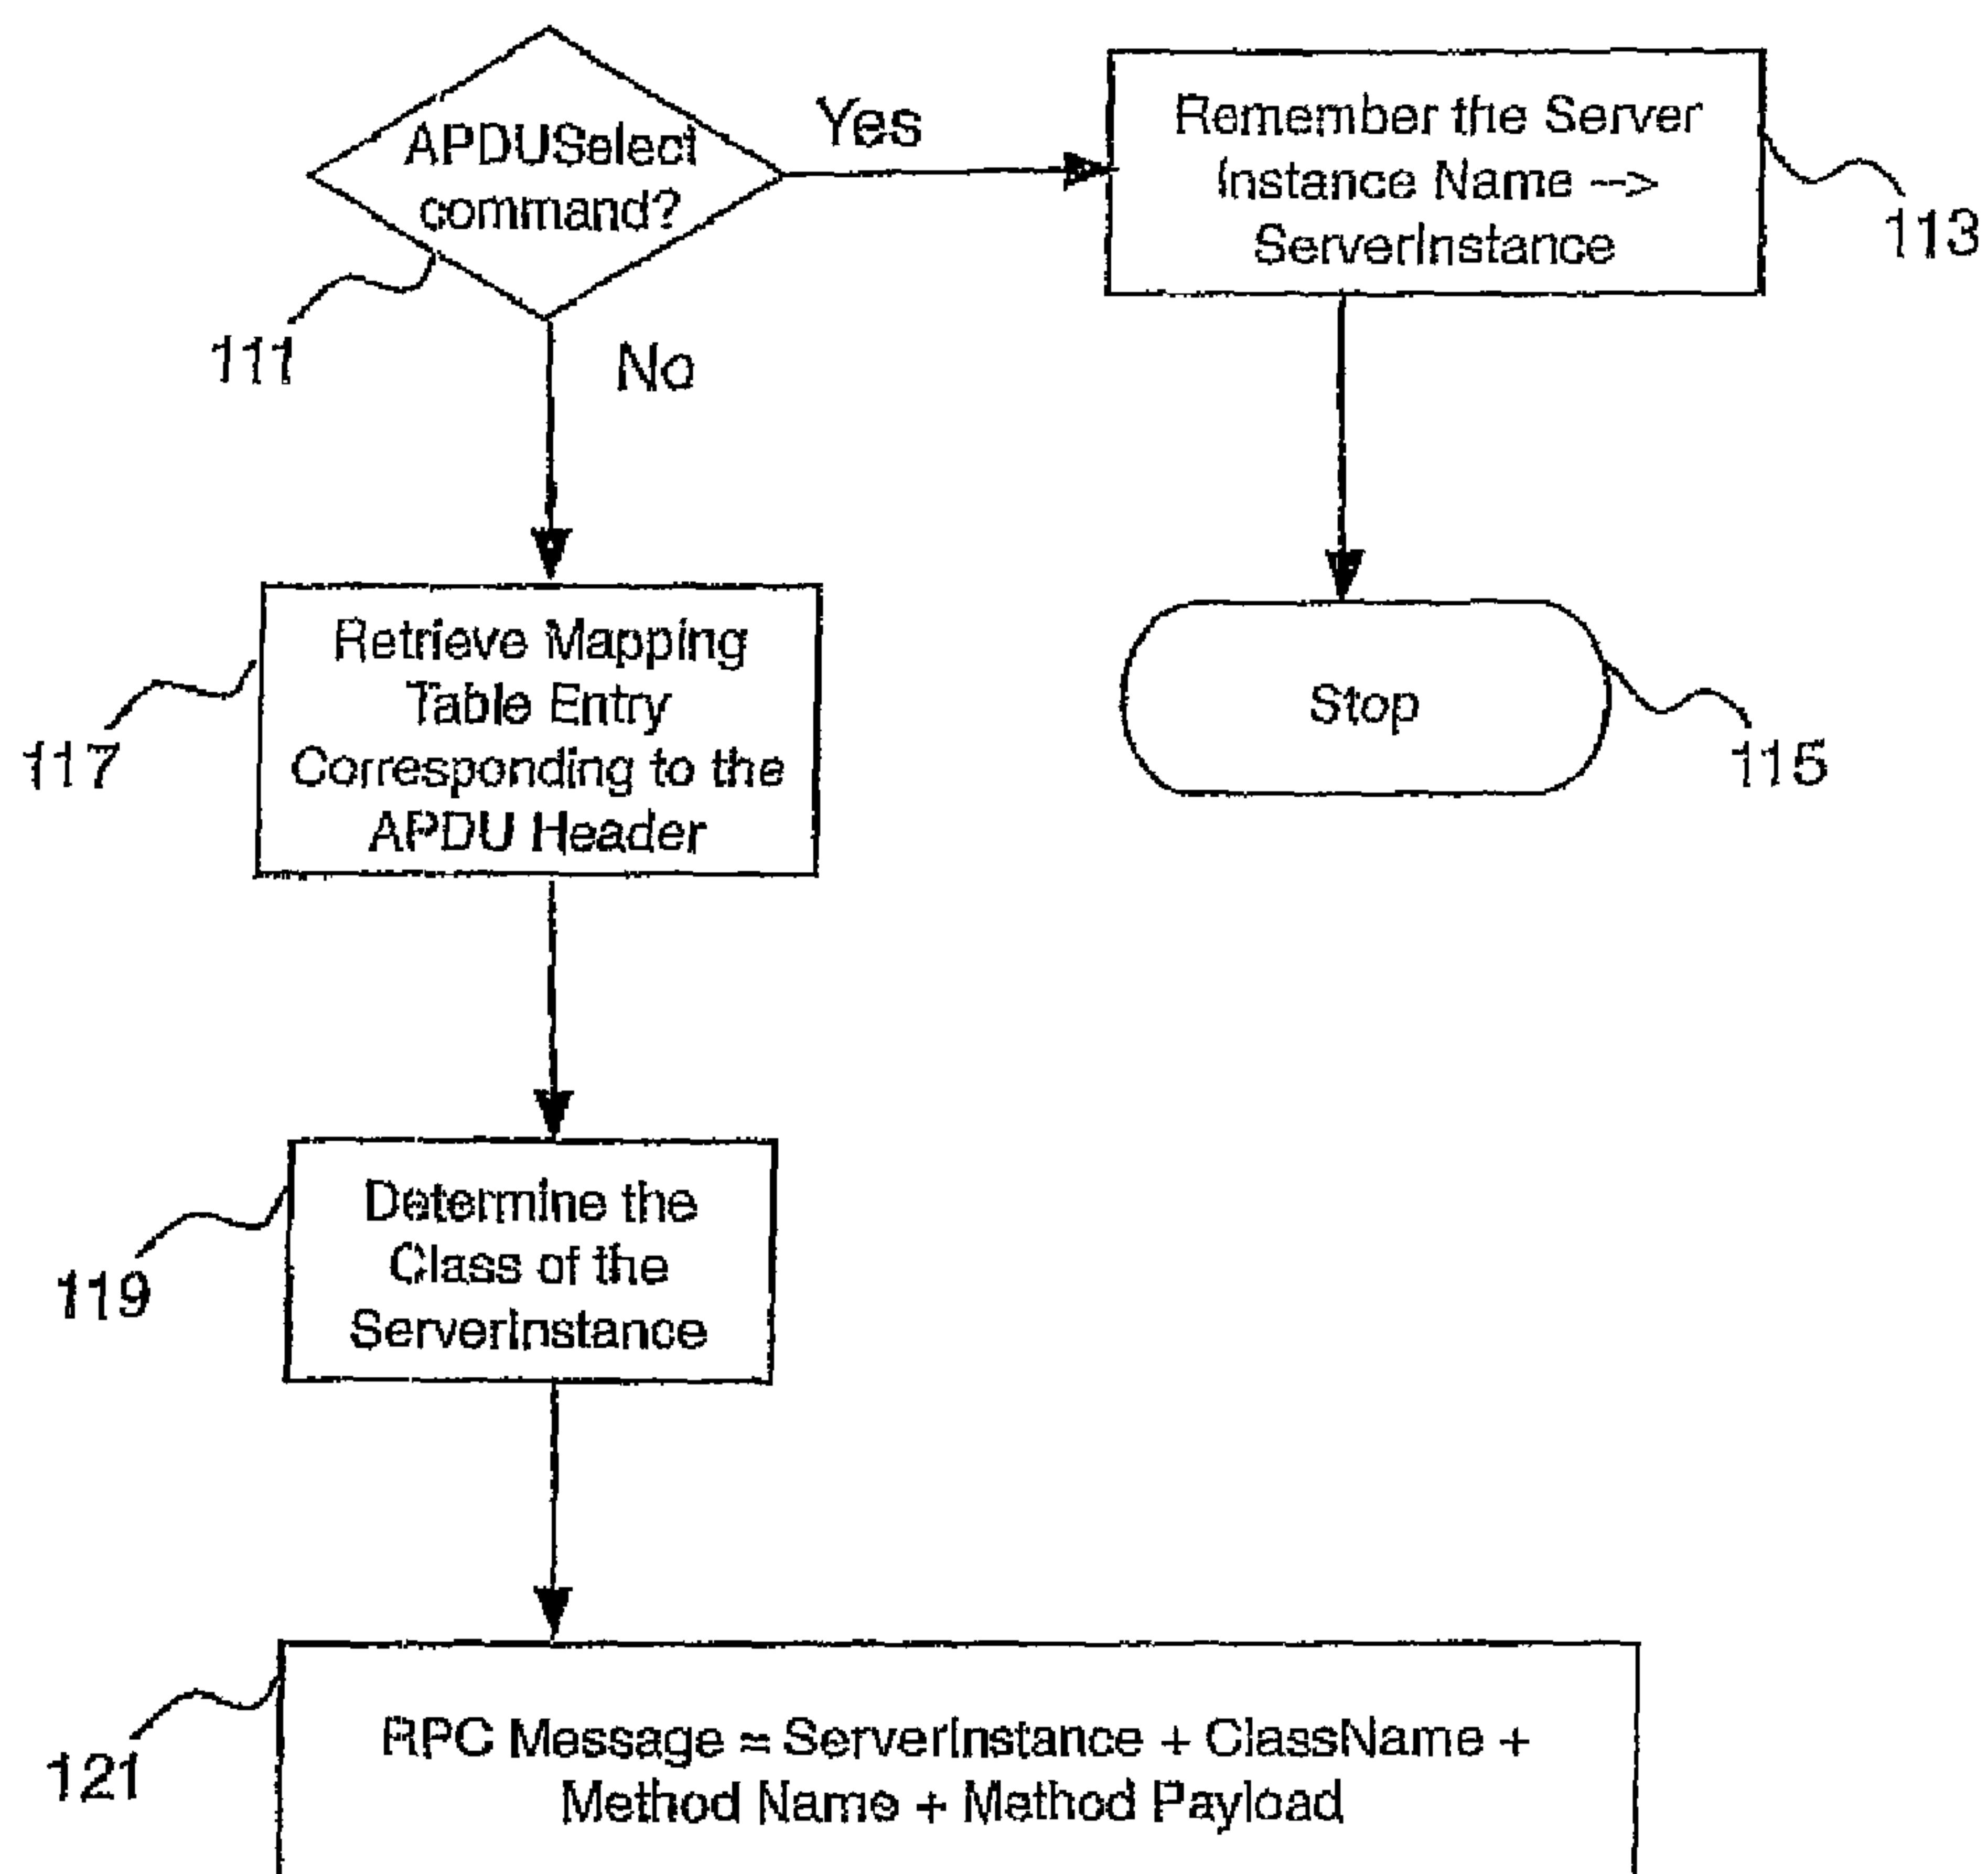 APDUSelect
command?
Yes
Remember the Server
Instance Name -->
ServerInstance
113
111
No
Retrieve Mapping
Table Entry
Corresponding to the
APDU Header
117
Stop
115
Determine the
Class of the
ServerInstance
119
RPC Message = ServerInstance + ClassName +
Method Name + Method Payload
121